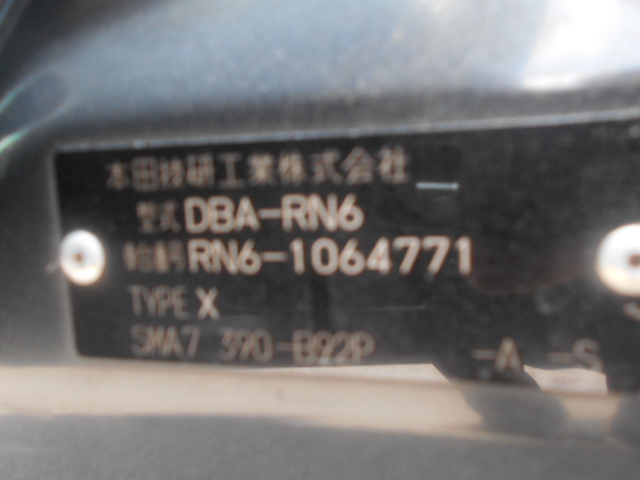 本田技研工業株式会社
型式 DBA-RN6
車台番号 RN6-1064771
TYPE X
SMA7 390-B92P -A -S